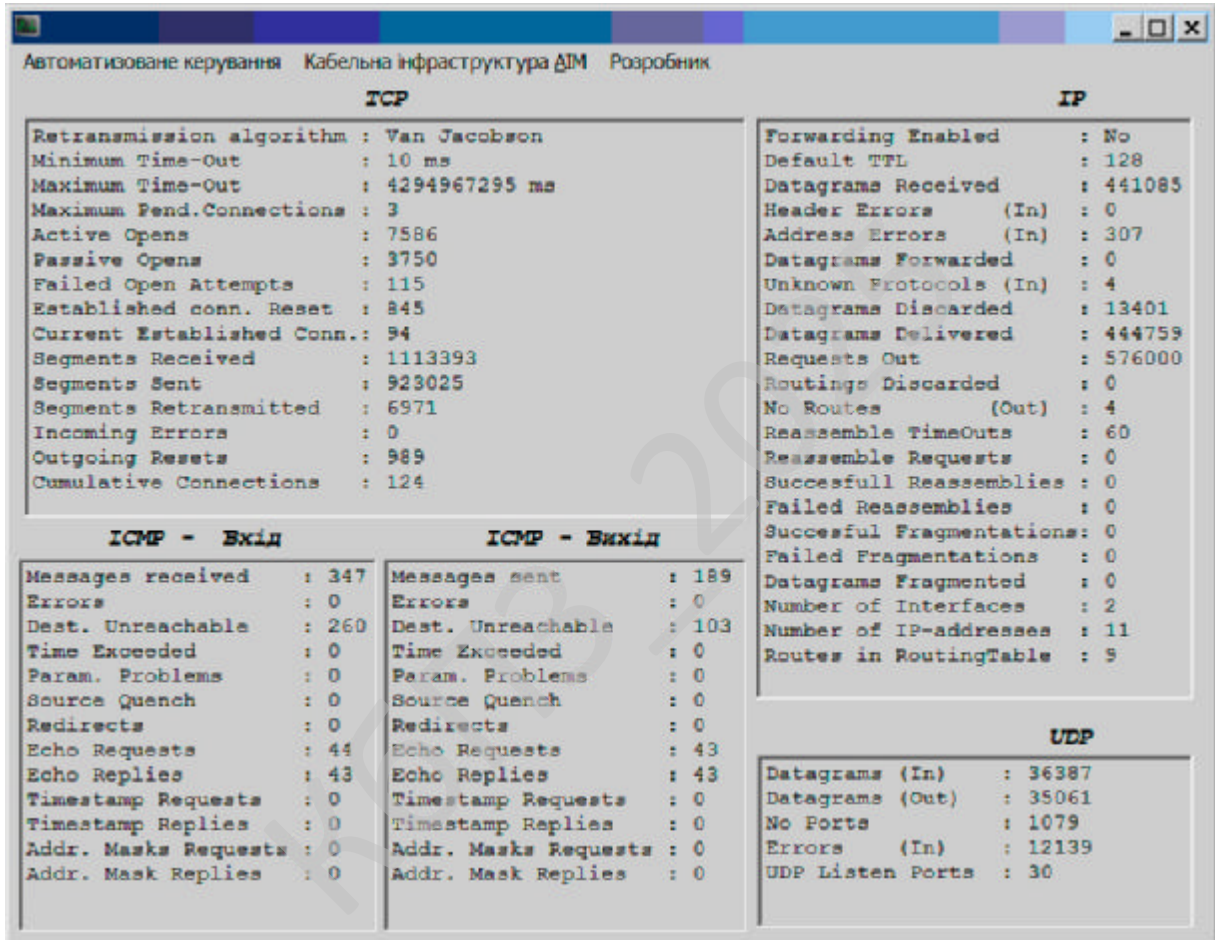 Автоматизоване керування Кабельна інфраструктура AIM Розробник
TCP
Retransmission algorithm : Van Jacobson
Minimum Time-Out : 10 ms
Maximum Time-Out : 4294967295 ms
Maximum Pend.Connections : 3
Active Opens : 7586
Passive Opens : 3750
Failed Open Attempts : 115
Established conn. Reset : 845
Current Established Conn.: 94
Segments Received : 1113393
Segments Sent : 923025
Segments Retransmitted : 6971
Incoming Errors : 0
Outgoing Resets : 989
Cumulative Connections : 124
IP
Forwarding Enabled : No
Default TTL : 128
Datagrams Received : 441085
Header Errors (In) : 0
Address Errors (In) : 307
Datagrams Forwarded : 0
Unknown Protocols (In) : 4
Datagrams Discarded : 13401
Datagrams Delivered : 444759
Requests Out : 576000
Routings Discarded : 0
No Routes (Out) : 4
Reassemble TimeOuts : 60
Reassemble Requests : 0
Succesfull Reassemblies : 0
Failed Reassemblies : 0
Succesful Fragmentations: 0
Failed Fragmentations : 0
Datagrams Fragmented : 0
Number of Interfaces : 2
Number of IP-addresses : 11
Routes in RoutingTable : 9
ICMP - Вхід
Messages received : 347
Errors : 0
Dest. Unreachable : 260
Time Exceeded : 0
Param. Problems : 0
Source Quench : 0
Redirects : 0
Echo Requests : 44
Echo Replies : 43
Timestamp Requests : 0
Timestamp Replies : 0
Addr. Masks Requests : 0
Addr. Mask Replies : 0
ICMP - Вихід
Messages sent : 189
Errors : 0
Dest. Unreachable : 103
Time Exceeded : 0
Param. Problems : 0
Source Quench : 0
Redirects : 0
Echo Requests : 43
Echo Replies : 43
Timestamp Requests : 0
Timestamp Replies : 0
Addr. Masks Requests : 0
Addr. Mask Replies : 0
UDP
Datagrams (In) : 36387
Datagrams (Out) : 35061
No Ports : 1079
Errors (In) : 12139
UDP Listen Ports : 30